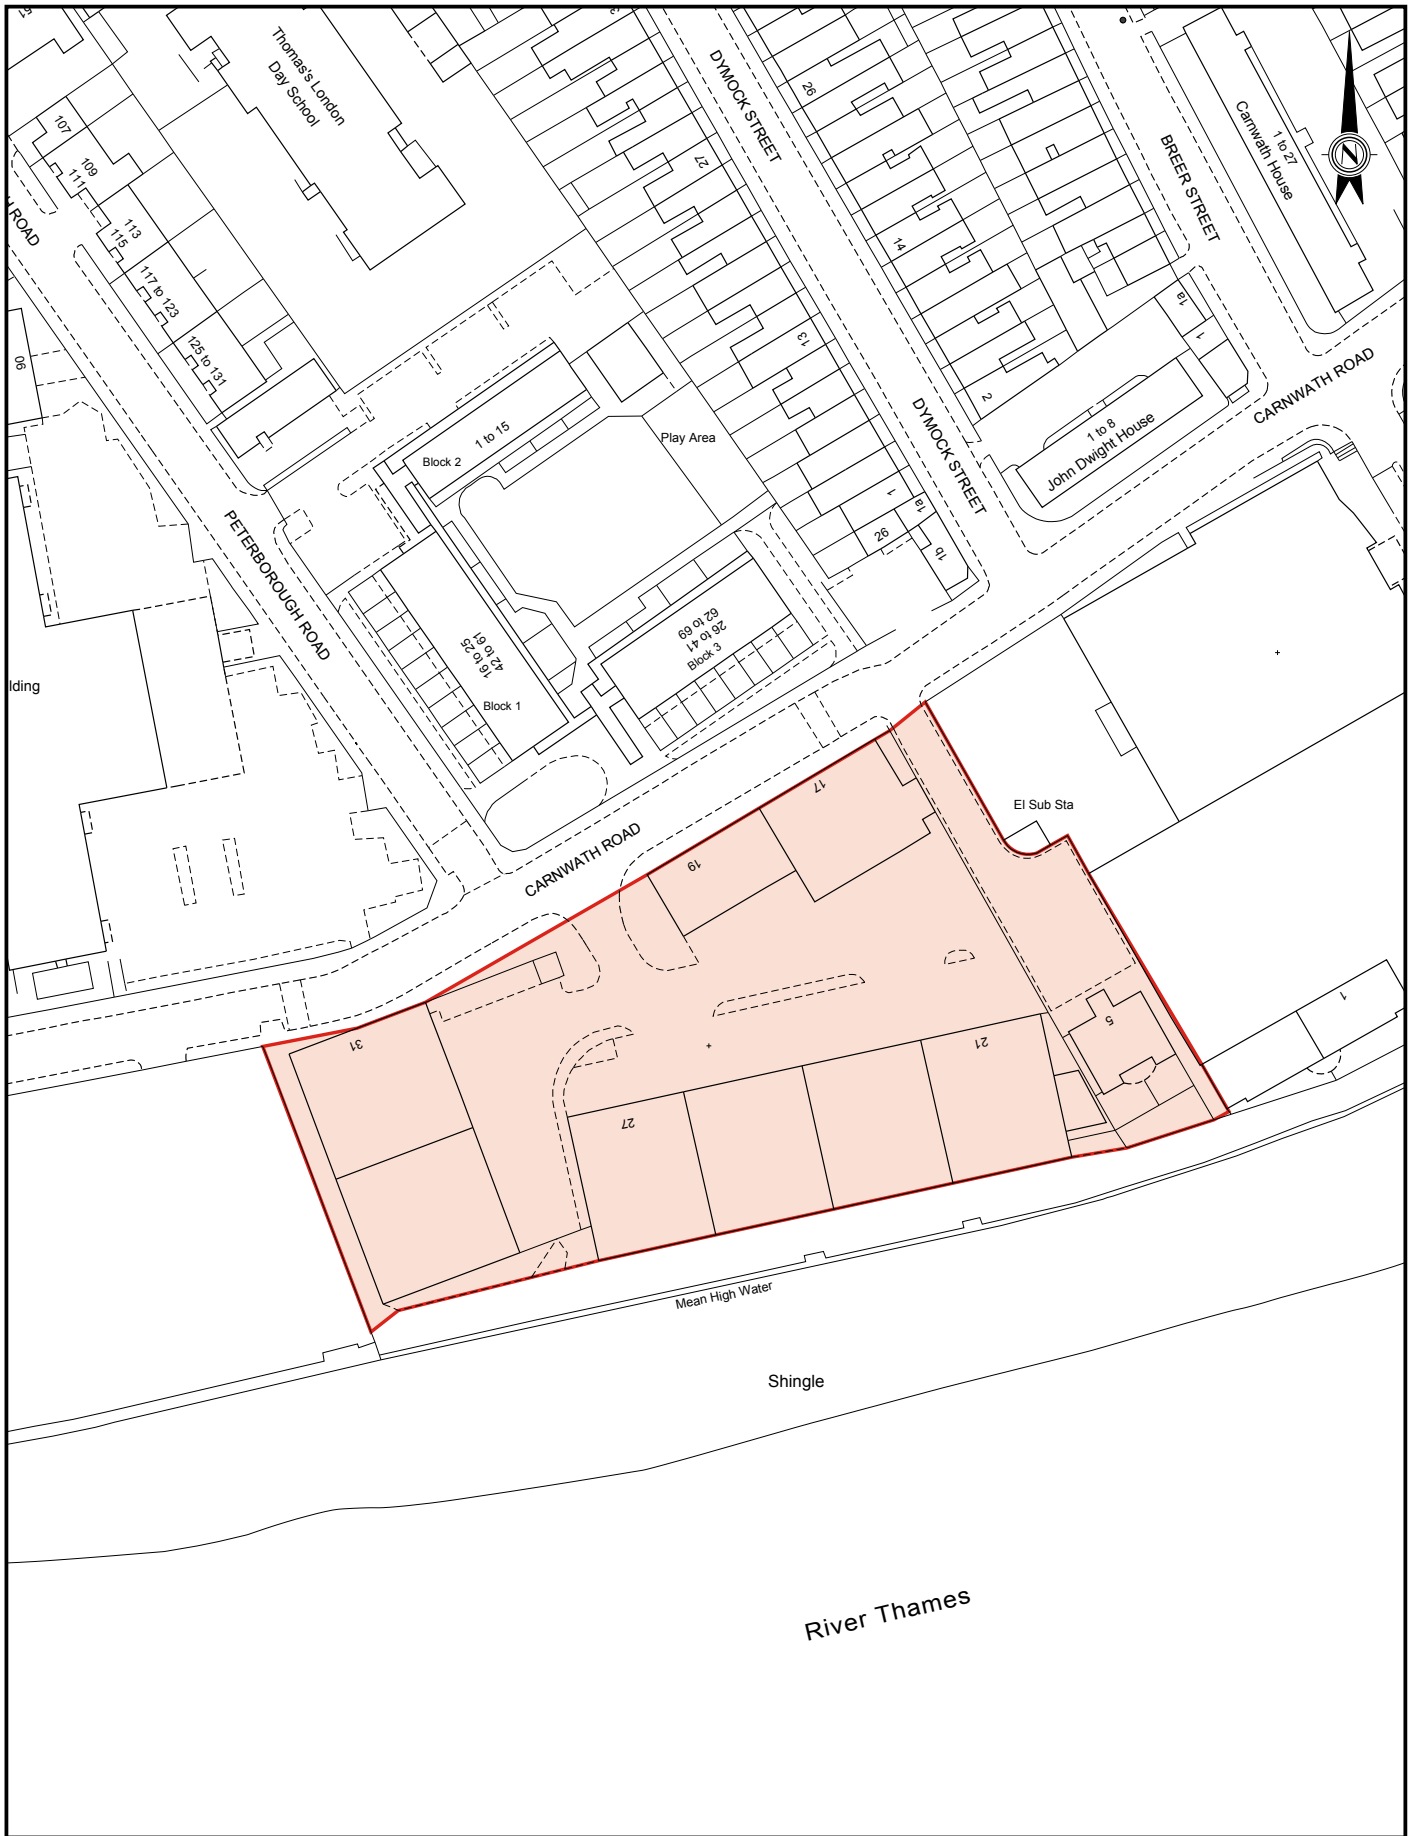 51
3
Thomas's London
Day School
DYMOCK STREET
26
1 to 27
Carnwath House
N
107
109
111
27
BREER STREET
113
115
14
117 to 123
1a
1
125 to 131
90
13
CARNWATH ROAD
2
1 to 15
Block 2
Play Area
DYMOCK STREET
1 to 8
John Dwight House
1
1a
26
1b
PETERBOROUGH ROAD
16 to 25
42 to 61
Block 1
26 to 41
62 to 69
Block 3
lding
ROAD
El Sub Sta
17
CARNWATH ROAD
19
31
5
1
21
27
Mean High Water
Shingle
River Thames